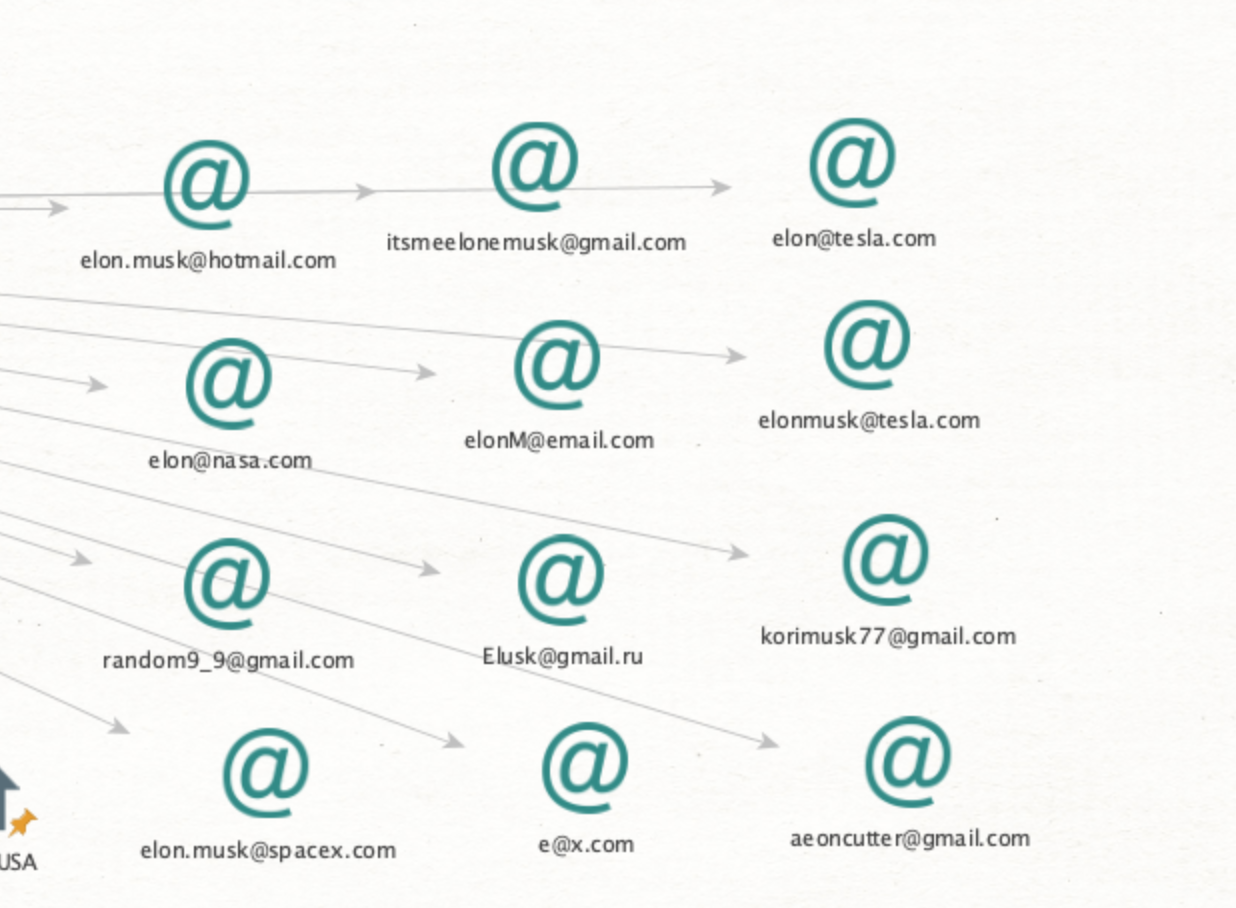 elon.musk@hotmail.com
itsmeelonemusk@gmail.com
elon@tesla.com
elon@nasa.com
elonM@email.com
elonmusk@tesla.com
random9_9@gmail.com
Elusk@gmail.ru
korimusk77@gmail.com
elon.musk@spacex.com
e@x.com
aeoncutter@gmail.com
USA